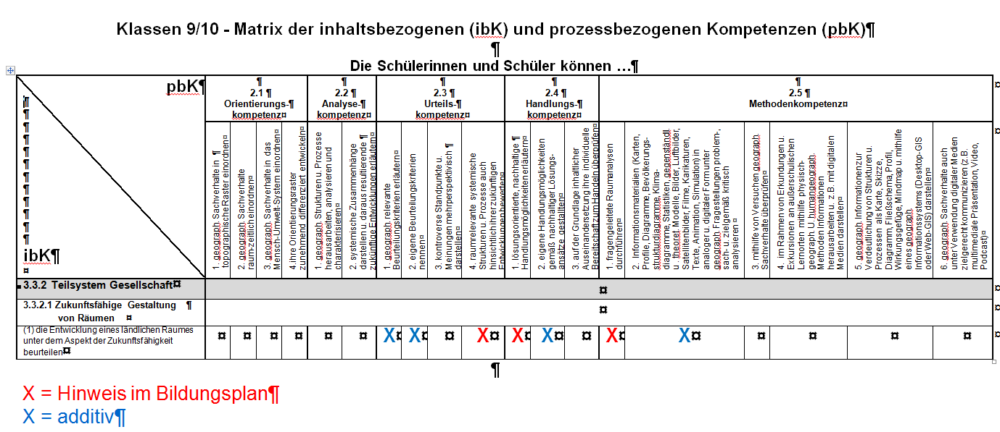 Klassen 9/10 - Matrix der inhaltsbezogenen (ibK) und prozessbezogenen Kompetenzen (pbK)¶
¶
Die Schülerinnen und Schüler können …¶
pbK¶
¶
¶
¶
¶
¶
¶
¶
¶
¶
¶
¶
¶
ibK¶
¤
¶
2.1 ¶
Orientierungs-¶
kompetenz¤
¶
2.2 ¶
Analyse-¶
kompetenz¤
¶
2.3 ¶
Urteils-¶
kompetenz¤
¶
2.4 ¶
Handlungs-¶
kompetenz¤
¶
2.5 ¶
Methodenkompetenz¤
¤
1. geograph. Sachverhalte in ¶
topographische Raster einordnen¤
2. geograph. Sachverhalte
raum-zeitlich einordnen¤
3. geograph. Sachverhalte in das
Mensch-Umwelt-System einordnen¤
4. ihre Orientierungsraster
zunehmend differenziert entwickeln¤
1. geograph. Strukturen u. Prozesse
herausarbeiten, analysieren und
charakterisieren¤
2. systemische Zusammenhänge
darstellen u. daraus resultierende ¶
zukünftige Entwicklungen erläutern¤
1. geograph. relevante
Beurteilungskriterien erläutern¤
2. eigene Beurteilungskriterien
nennen¤
3. kontroverse Standpunkte u.
Meinungen mehrperspektivisch ¶
darstellen¤
4. raumrelevante systemische
Strukturen u. Prozesse auch
hinsichtlich ihrer zukünftigen
Entwicklungen bewerten¤
1. lösungsorientierte, nachhaltige ¶
Handlungsmöglichkeiten erläutern¤
2. eigene Handlungsmöglichkeiten
gemäß nachhaltiger Lösungs-
ansätze gestalten¤
3. auf der Grundlage inhaltlicher
Auseinandersetzung ihre individuelle
Bereitschaft zum Handeln überprüfen¤
1. fragengeleitete Raumanalysen
durchführen¤
2. Informationsmaterialien (Karten,
Profile, Diagramme, Bevölkerungs-
strukturdiagramme, Klima-
diagramme, Statistiken, gegenständl.
u. theoret. Modelle, Bilder, Luftbilder,
Satellitenbilder, Filme, Karikaturen,
Texte, Animation, Simulation) in
analoger u. digitaler Form unter
geograph. Fragestellungen problem-,
sach- u. zielgemäß kritisch
analysieren ¤
3. mithilfe von Versuchen geograph.
Sachverhalte überprüfen¤
4. im Rahmen von Erkundungen u.
Exkursionen an außerschulischen
Lernorten mithilfe physisch-
geograph. U. humangeograph.
Methoden Informationen
herausarbeiten u. z.B. mit digitalen
Medien darstellen¤
5. geograph. Informationen zur
Verdeutlichung von Strukturen u.
Prozessen als Karte, Skizze,
Diagramm, Fließschema, Profil,
Wirkungsgefüge, Mindmap u. mithilfe
eines geograph.
Informationssystems (Desktop-GIS
oder Web-GIS) darstellen¤
6. geograph. Sachverhalte auch
unter Verwendung digitaler Medien
zielgerecht kommunizieren (z.B.
multimediale Präsentation, Video,
Podcast)¤
¤
3.3.2 Teilsystem Gesellschaft¤
¤
¤
3.3.2.1 Zukunftsfähige Gestaltung ¶
von Räumen ¤
¤
¤
(1) die Entwicklung eines ländlichen Raumes
unter dem Aspekt der Zukunftsfähigkeit
beurteilen¤
¤ ¤ ¤ ¤ ¤ ¤ X¤ X¤ ¤ X¤ X¤ X¤ ¤ X¤ X¤ ¤ ¤ ¤ ¤ ¤
¶
X = Hinweis im Bildungsplan¶
X = additiv¶